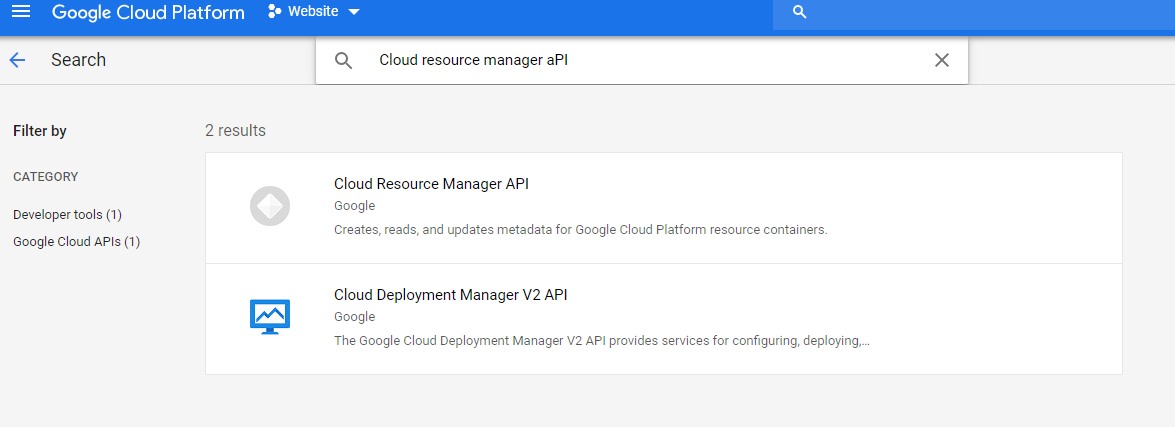 Google Cloud Platform Website
Search
Cloud resource manager aPI
Filter by
CATEGORY
Developer tools (1)
Google Cloud APIs (1)
2 results
Cloud Resource Manager API
Google
Creates, reads, and updates metadata for Google Cloud Platform resource containers.
Cloud Deployment Manager V2 API
Google
The Google Cloud Deployment Manager V2 API provides services for configuring, deploying,...